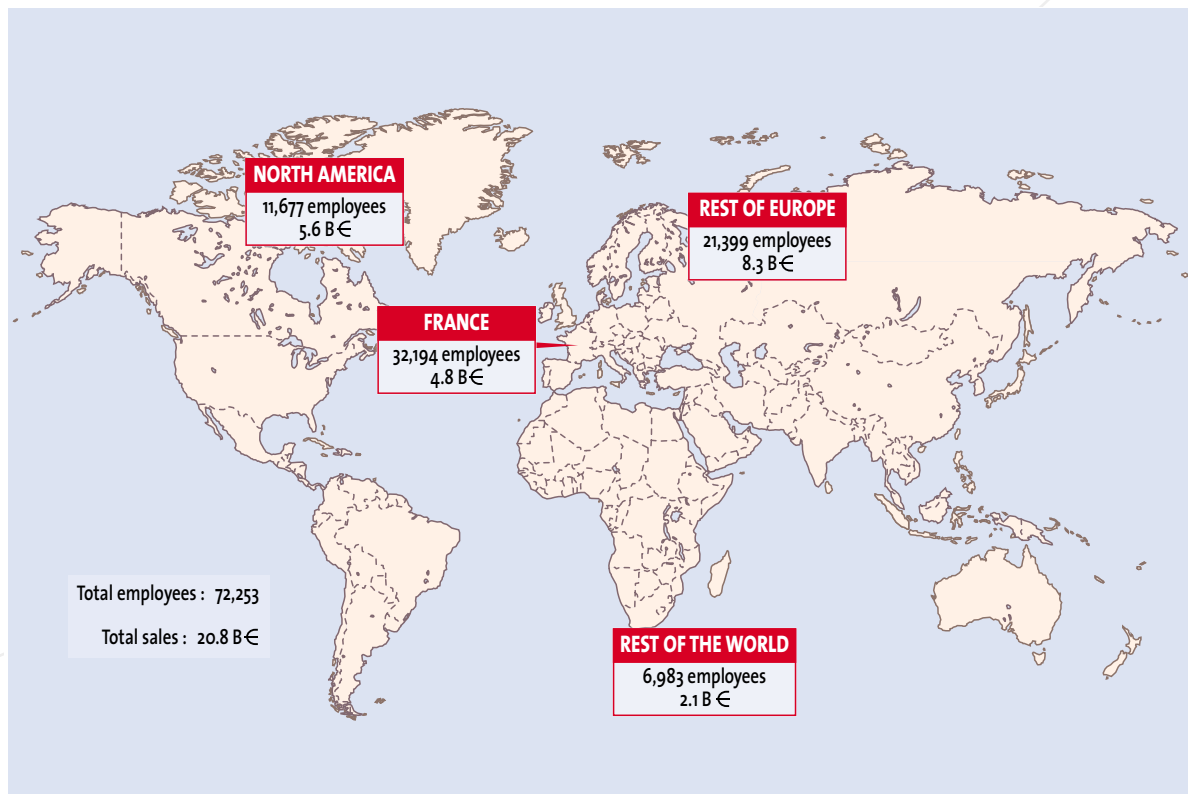 NORTH AMERICA
11,677 employees
5.6 B €
REST OF EUROPE
21,399 employees
8.3 B €
FRANCE
32,194 employees
4.8 B €
Total employees : 72,253
Total sales : 20.8 B €
REST OF THE WORLD
6,983 employees
2.1 B €